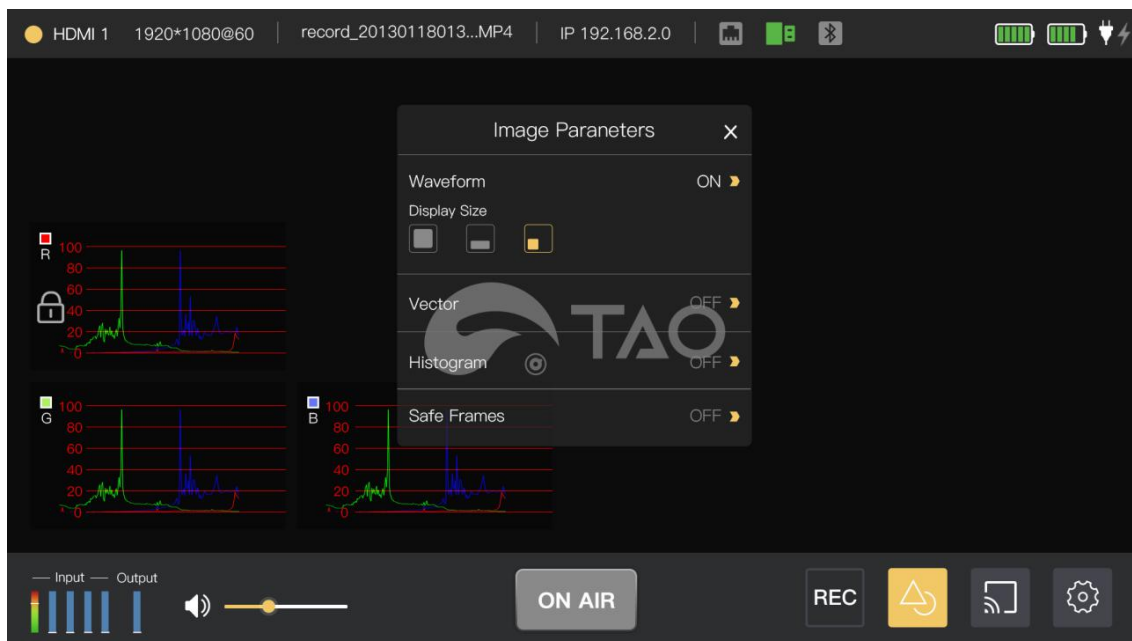 HDMI 1 1920*1080@60 record_20130118013...MP4 IP 192.168.2.0
Image Paraneters
Waveform ON
Display Size
R
100
80
60
40
20
0
Vector OFF
TAO
Histogram OFF
Safe Frames OFF
G
100
80
60
40
20
0
B
100
80
60
40
20
0
Input Output
ON AIR
REC